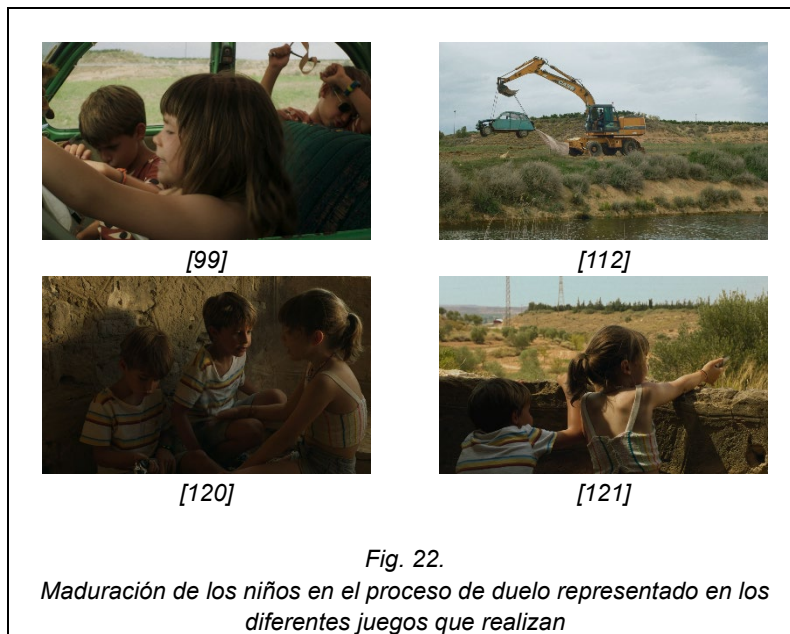 [99]
[112]
[120]
[121]
Fig. 22.
Maduración de los niños en el proceso de duelo representado en los
diferentes juegos que realizan